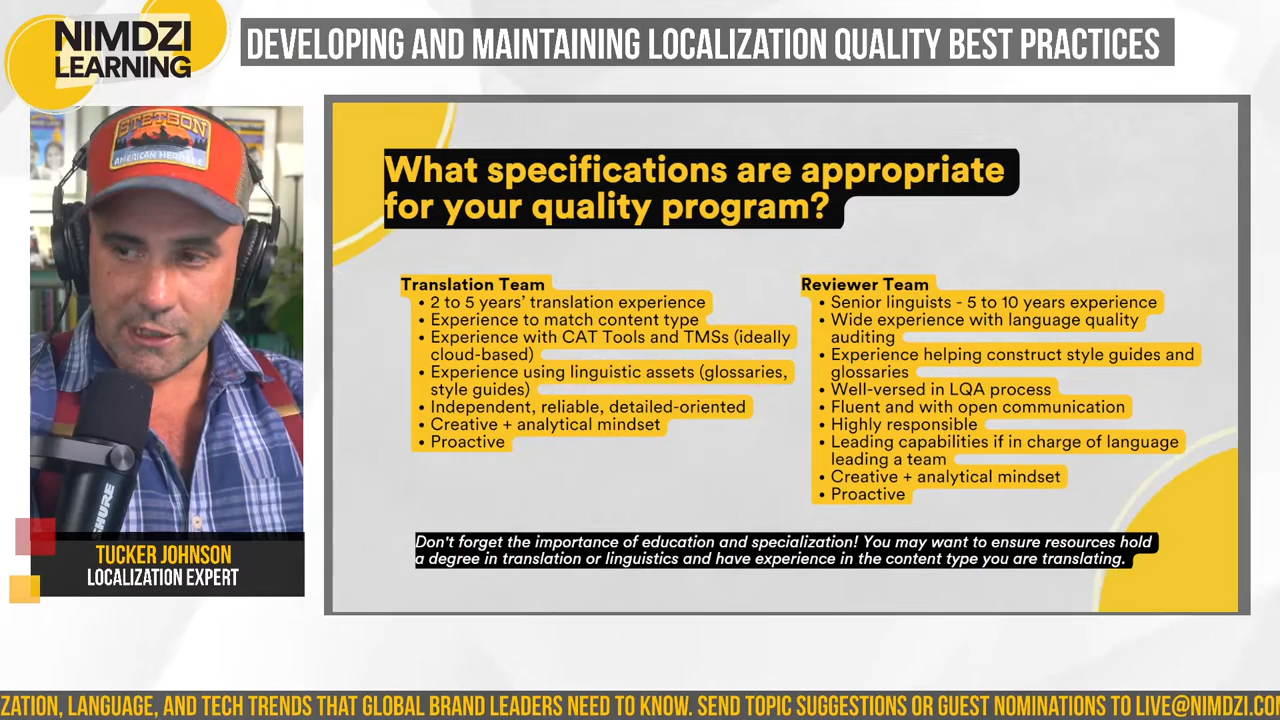 NIMDZI
LEARNING
DEVELOPING AND MAINTAINING LOCALIZATION QUALITY BEST PRACTICES
STETSON
AMERICAN HERITAGE
SHURE
TUCKER JOHNSON
LOCALIZATION EXPERT
What specifications are appropriate
for your quality program?
Translation Team
• 2 to 5 years’ translation experience
• Experience to match content type
• Experience with CAT Tools and TMSs (ideally
cloud-based)
• Experience using linguistic assets (glossaries,
style guides)
• Independent, reliable, detailed-oriented
• Creative + analytical mindset
• Proactive
Reviewer Team
• Senior linguists - 5 to 10 years experience
• Wide experience with language quality
auditing
• Experience helping construct style guides and
glossaries
• Well-versed in LQA process
• Fluent and with open communication
• Highly responsible
• Leading capabilities if in charge of language
leading a team
• Creative + analytical mindset
• Proactive
Don't forget the importance of education and specialization! You may want to ensure resources hold
a degree in translation or linguistics and have experience in the content type you are translating.
ZATION, LANGUAGE, AND TECH TRENDS THAT GLOBAL BRAND LEADERS NEED TO KNOW. SEND TOPIC SUGGESTIONS OR GUEST NOMINATIONS TO LIVE@NIMDZI.CO